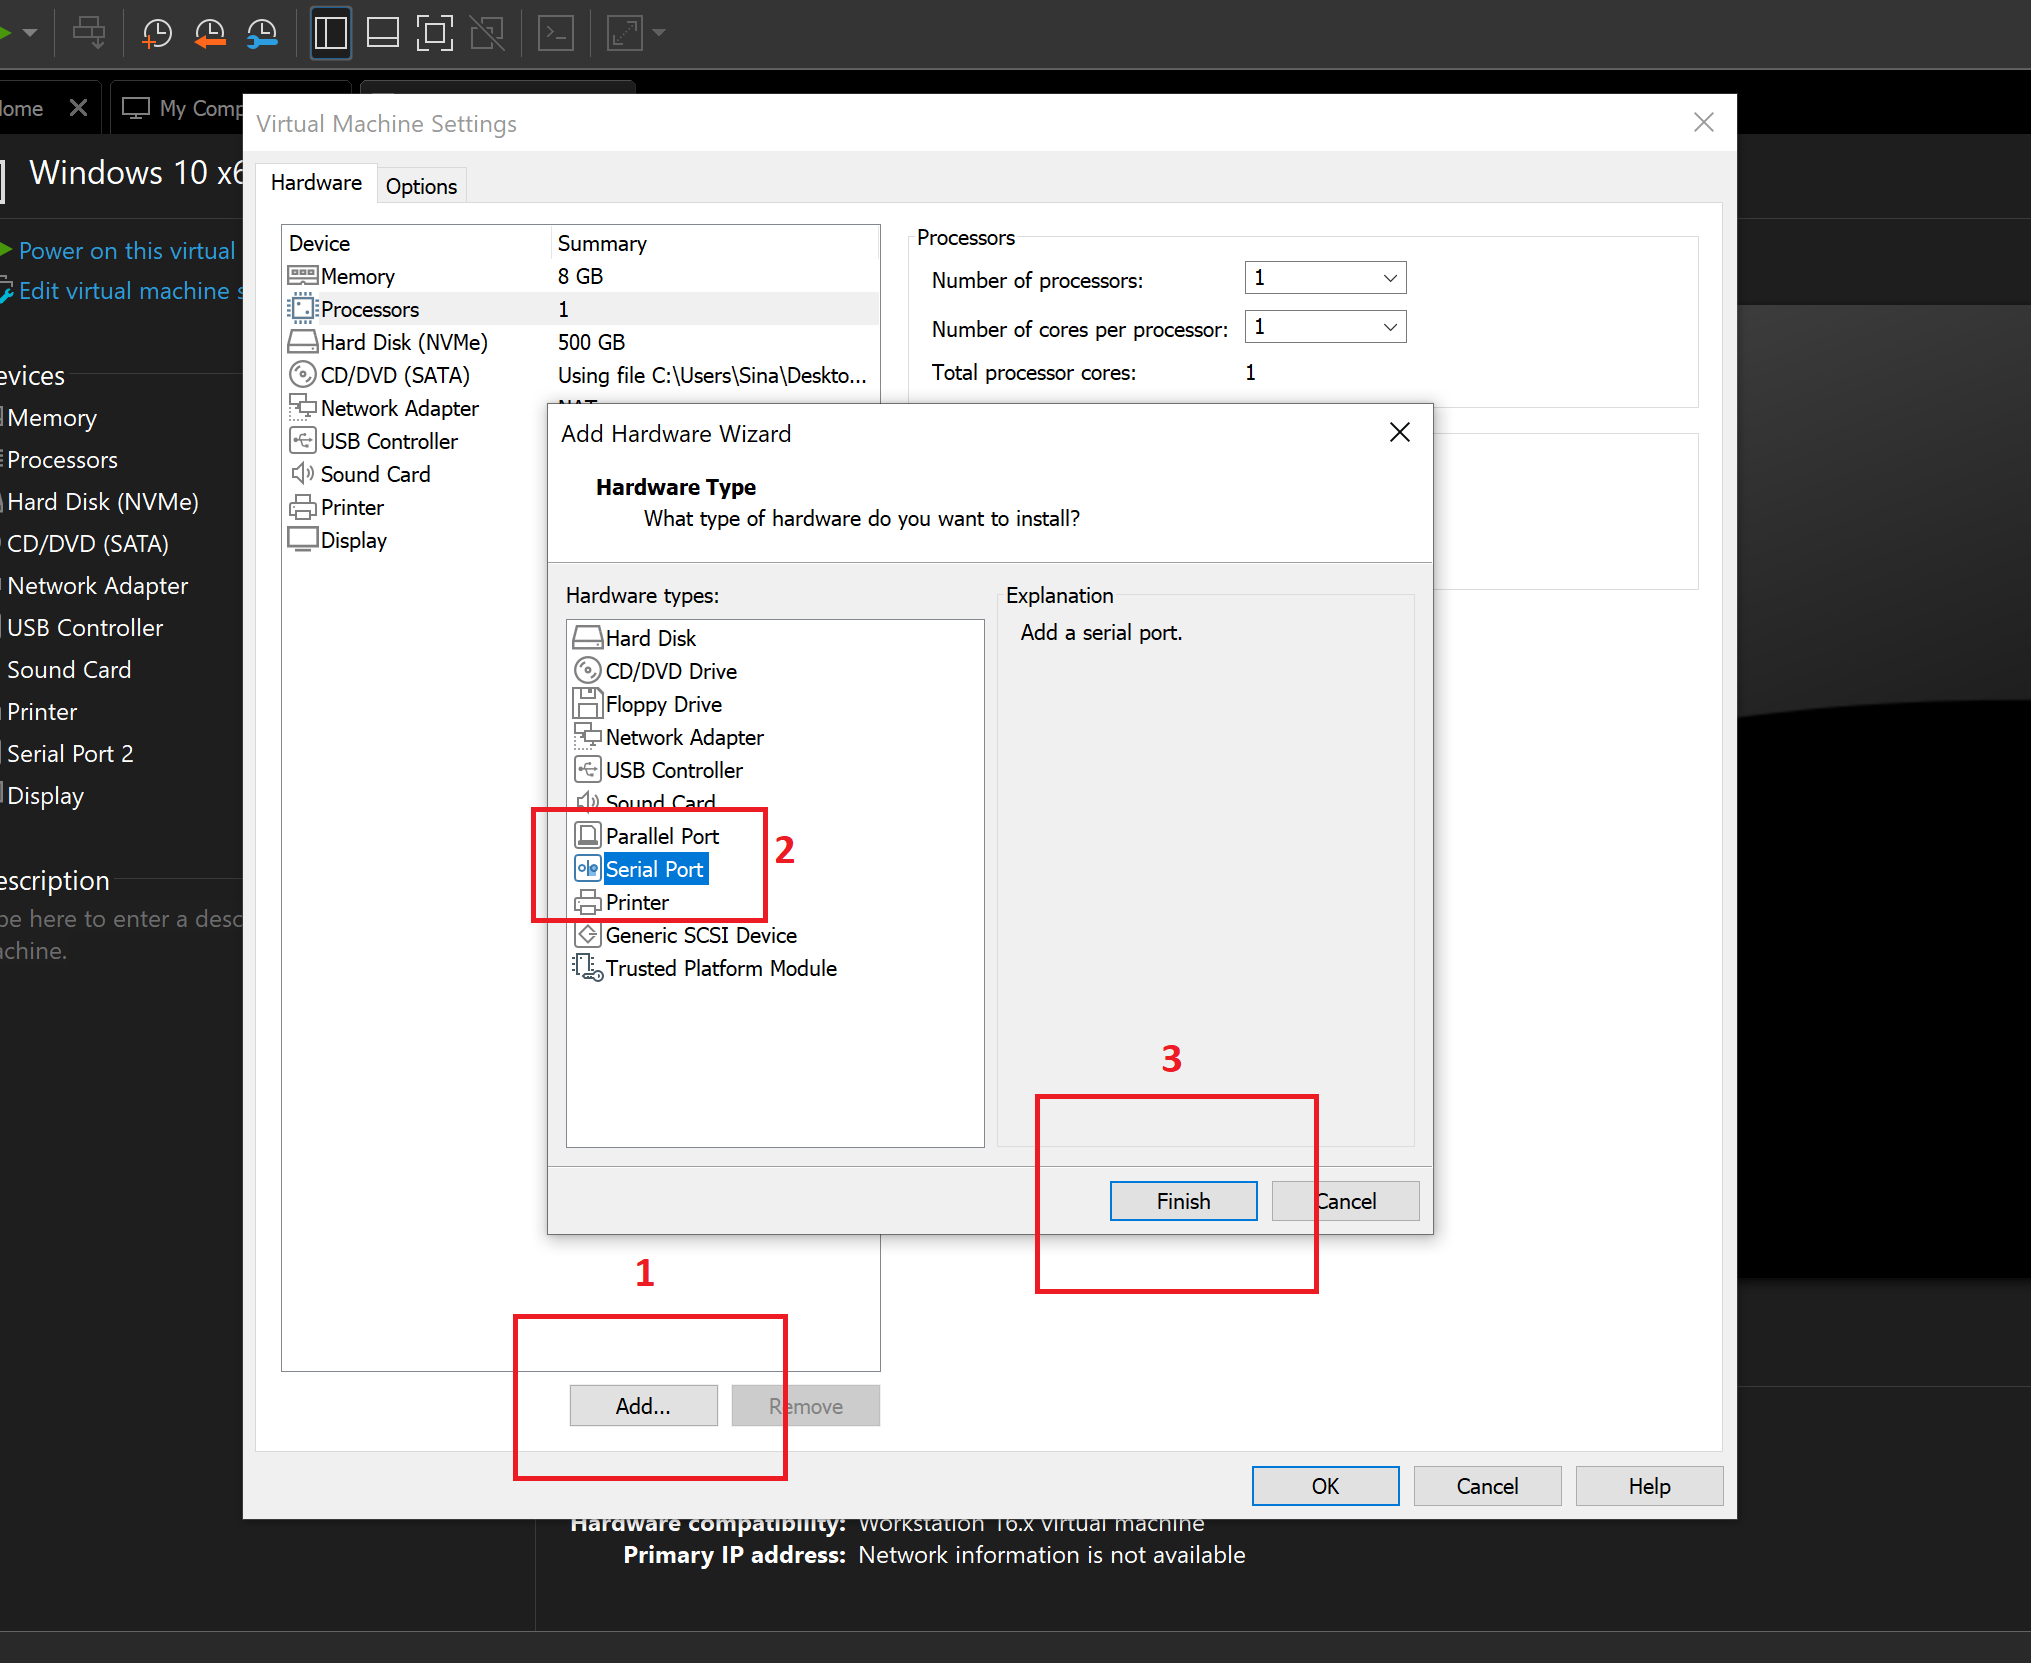 ome
My Comp
Virtual Machine Settings
Windows 10 x6
Hardware
Options
Power on this virtual
Edit virtual machine s
evices
Memory
Processors
Hard Disk (NVMe)
CD/DVD (SATA)
Network Adapter
USB Controller
Sound Card
Printer
Serial Port 2
Display
escription
pe here to enter a desc
achine.
Device Summary
Memory 8 GB
Processors 1
Hard Disk (NVMe) 500 GB
CD/DVD (SATA) Using file C:\Users\Sina\Deskto...
Network Adapter NAT
USB Controller
Sound Card
Printer
Display
Processors
Number of processors: 1
Number of cores per processor: 1
Total processor cores: 1
Add Hardware Wizard
Hardware Type
What type of hardware do you want to install?
Hardware types:
Hard Disk
CD/DVD Drive
Floppy Drive
Network Adapter
USB Controller
Sound Card
Parallel Port
Serial Port
Printer
Generic SCSI Device
Trusted Platform Module
2
Explanation
Add a serial port.
3
Finish
Cancel
1
Add...
Remove
OK
Cancel
Help
Hardware compatibility: Workstation 16.x virtual machine
Primary IP address: Network information is not available